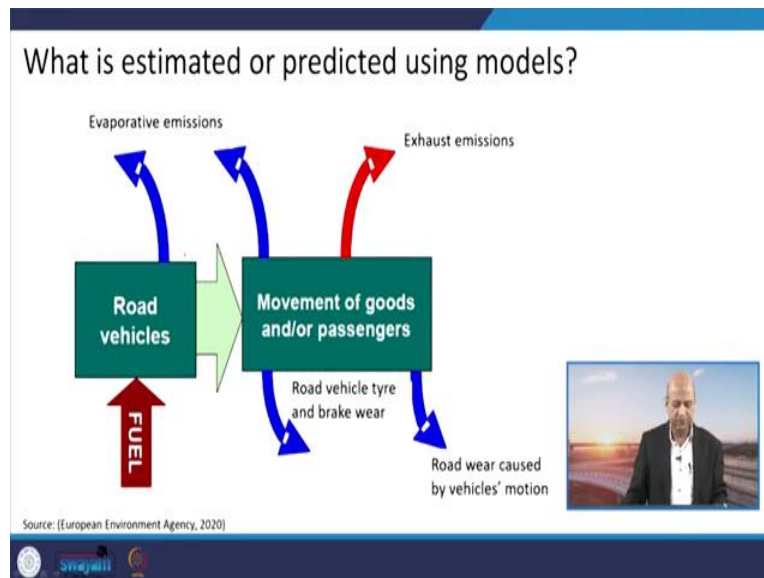 What is estimated or predicted using models?
Evaporative emissions
Exhaust emissions
Road
vehicles
Movement of goods
and/or passengers
FUEL
Road vehicle tyre
and brake wear
Road wear caused
by vehicles' motion
Source: (European Environment Agency, 2020)
swayam